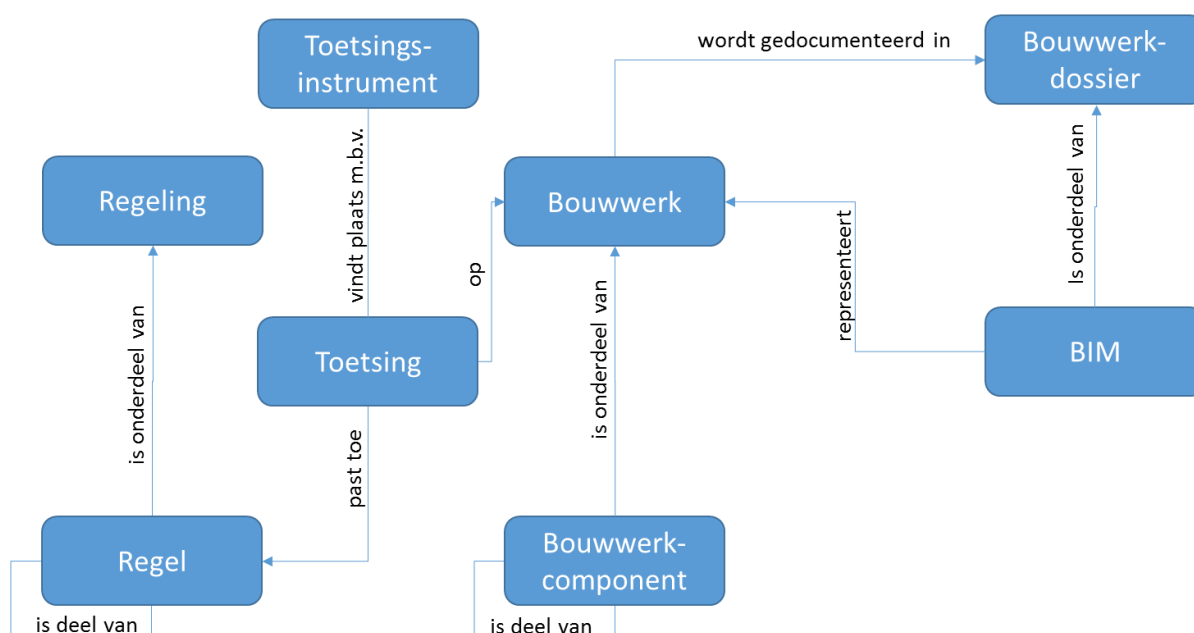 Toetsings-
instrument
wordt gedocumenteerd in
Bouwwerk-
dossier
Regeling
vindt plaats m.b.v.
Bouwwerk
op
representeert
Is onderdeel van
is onderdeel van
Toetsing
is onderdeel van
BIM
past toe
Regel
Bouwwerk-
component
is deel van
is deel van